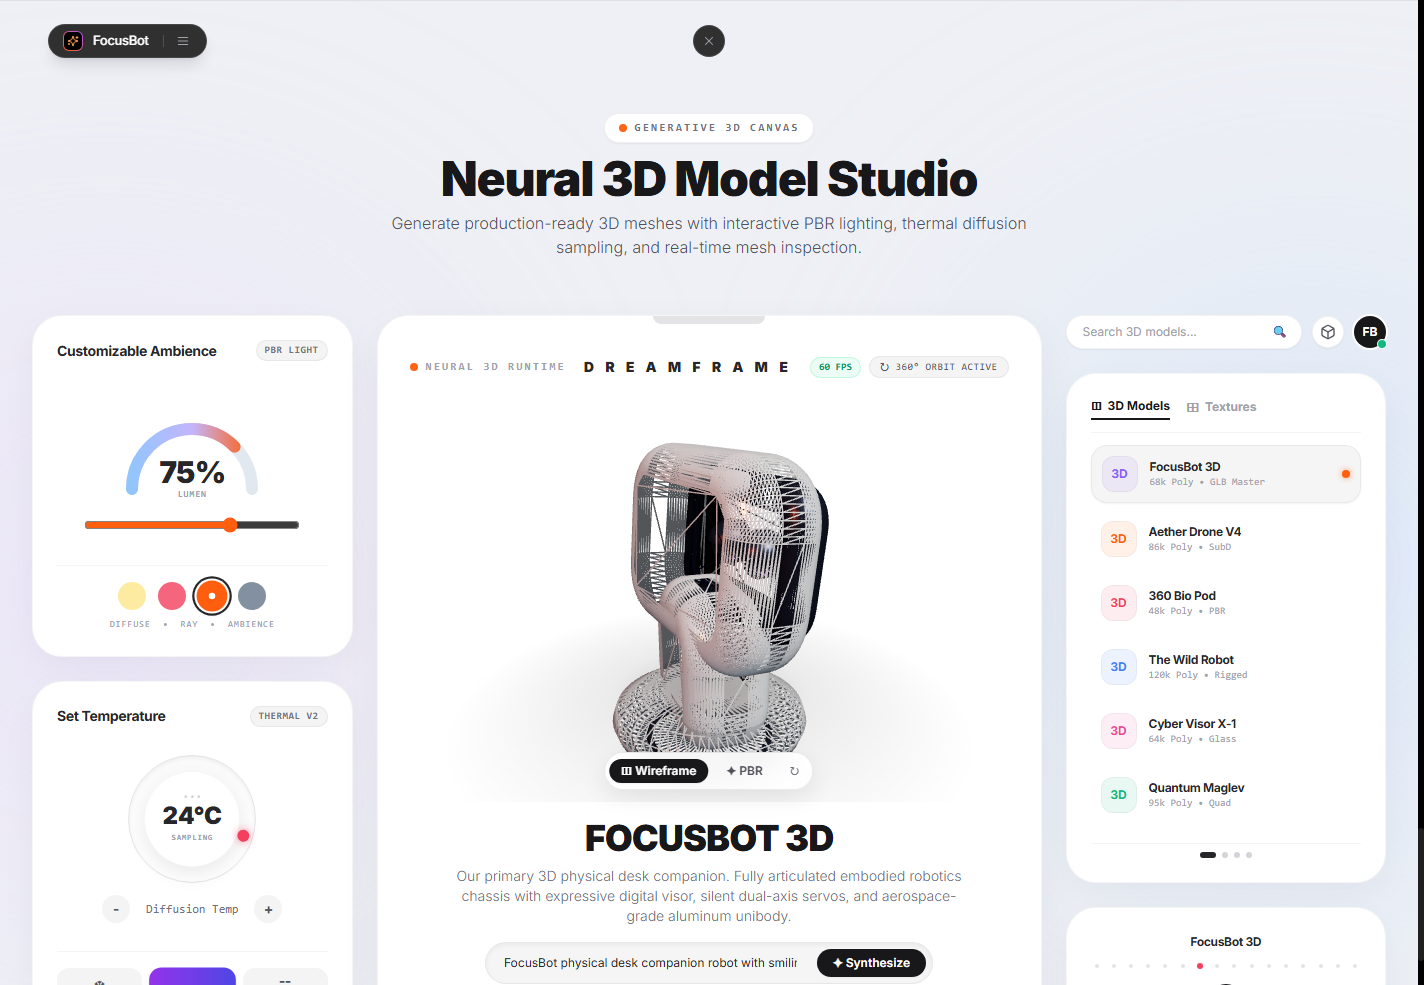 FocusBot
GENERATIVE 3D CANVAS
Neural 3D Model Studio
Generate production-ready 3D meshes with interactive PBR lighting, thermal diffusion
sampling, and real-time mesh inspection.
Customizable Ambience
PBR LIGHT
75%
LUMEN
DIFFUSE • RAY • AMBIENCE
Set Temperature
THERMAL V2
24°C
SAMPLING
- Diffusion Temp +
NEURAL 3D RUNTIME
DREAMFRAME
60 FPS
↻ 360° ORBIT ACTIVE
Wireframe
✦ PBR
↻
FOCUSBOT 3D
Our primary 3D physical desk companion. Fully articulated embodied robotics
chassis with expressive digital visor, silent dual-axis servos, and aerospace-
grade aluminum unibody.
FocusBot physical desk companion robot with smilin
✦ Synthesize
Search 3D models...
FB
3D Models
Textures
3D
FocusBot 3D
68k Poly • GLB Master
3D
Aether Drone V4
86k Poly • SubD
3D
360 Bio Pod
48k Poly • PBR
3D
The Wild Robot
120k Poly • Rigged
3D
Cyber Visor X-1
64k Poly • Glass
3D
Quantum Maglev
95k Poly • Quad
FocusBot 3D